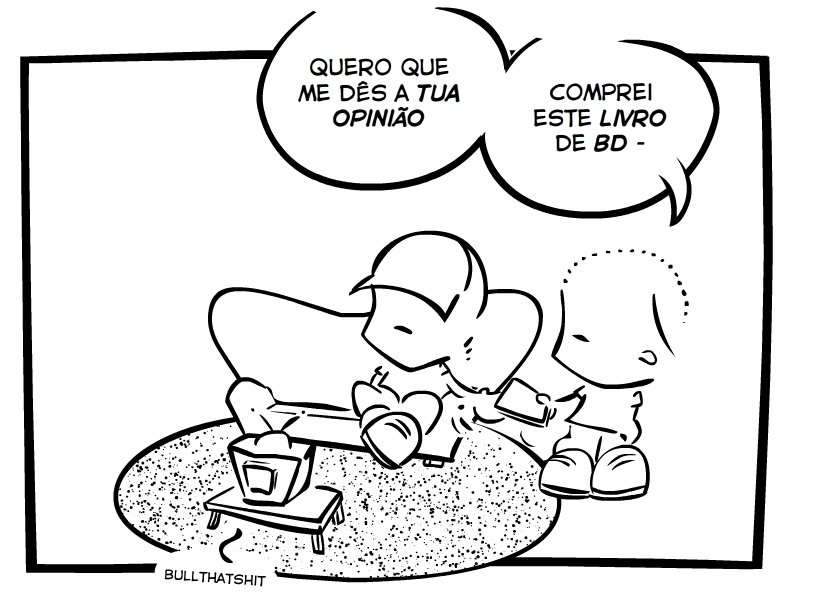 QUERO QUE
ME DÊS A TUA
OPINIÃO
COMPREI
ESTE LIVRO
DE BD -
BULLTHATSHIT